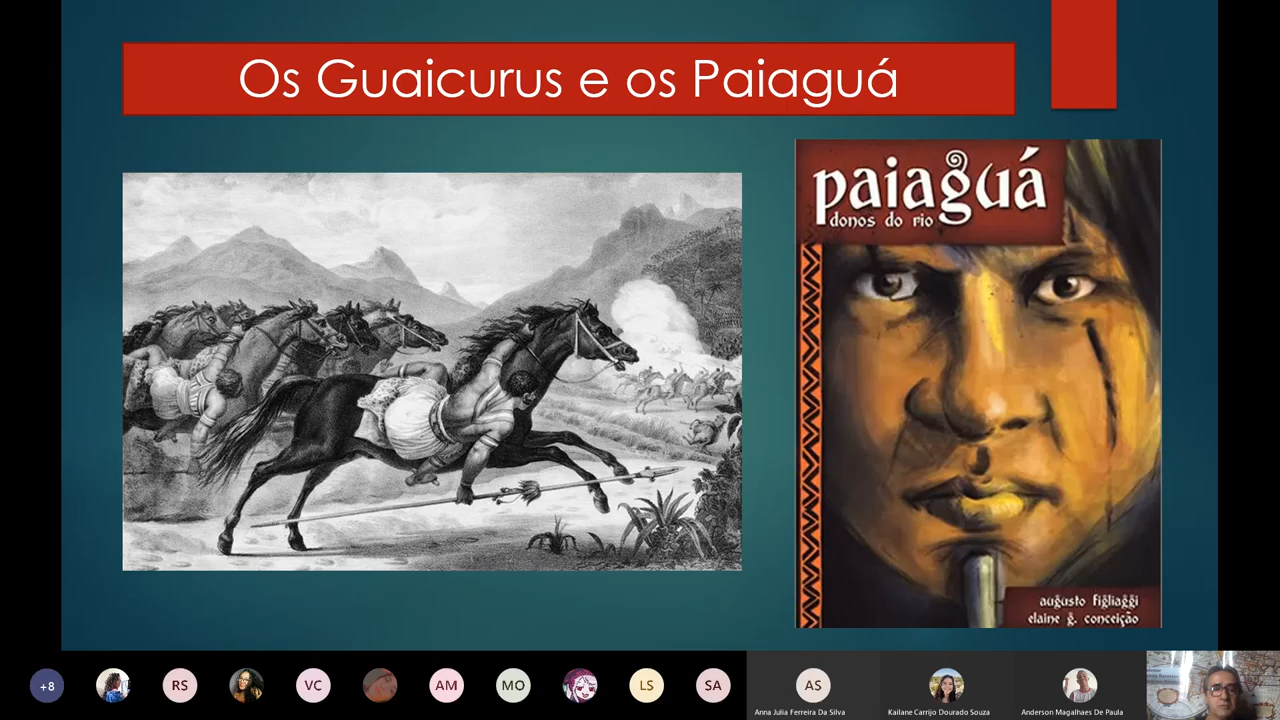 Os Guaicurus e os Paiaguá
paiaguá
donos do rio
augusto figliaggi
elaine g. conceição
+8
RS
VC
AM
MO
LS
SA
AS
Anna Julia Ferreira Da Silva
Kailane Carrijo Dourado Souza
Anderson Magalhaes De Paula